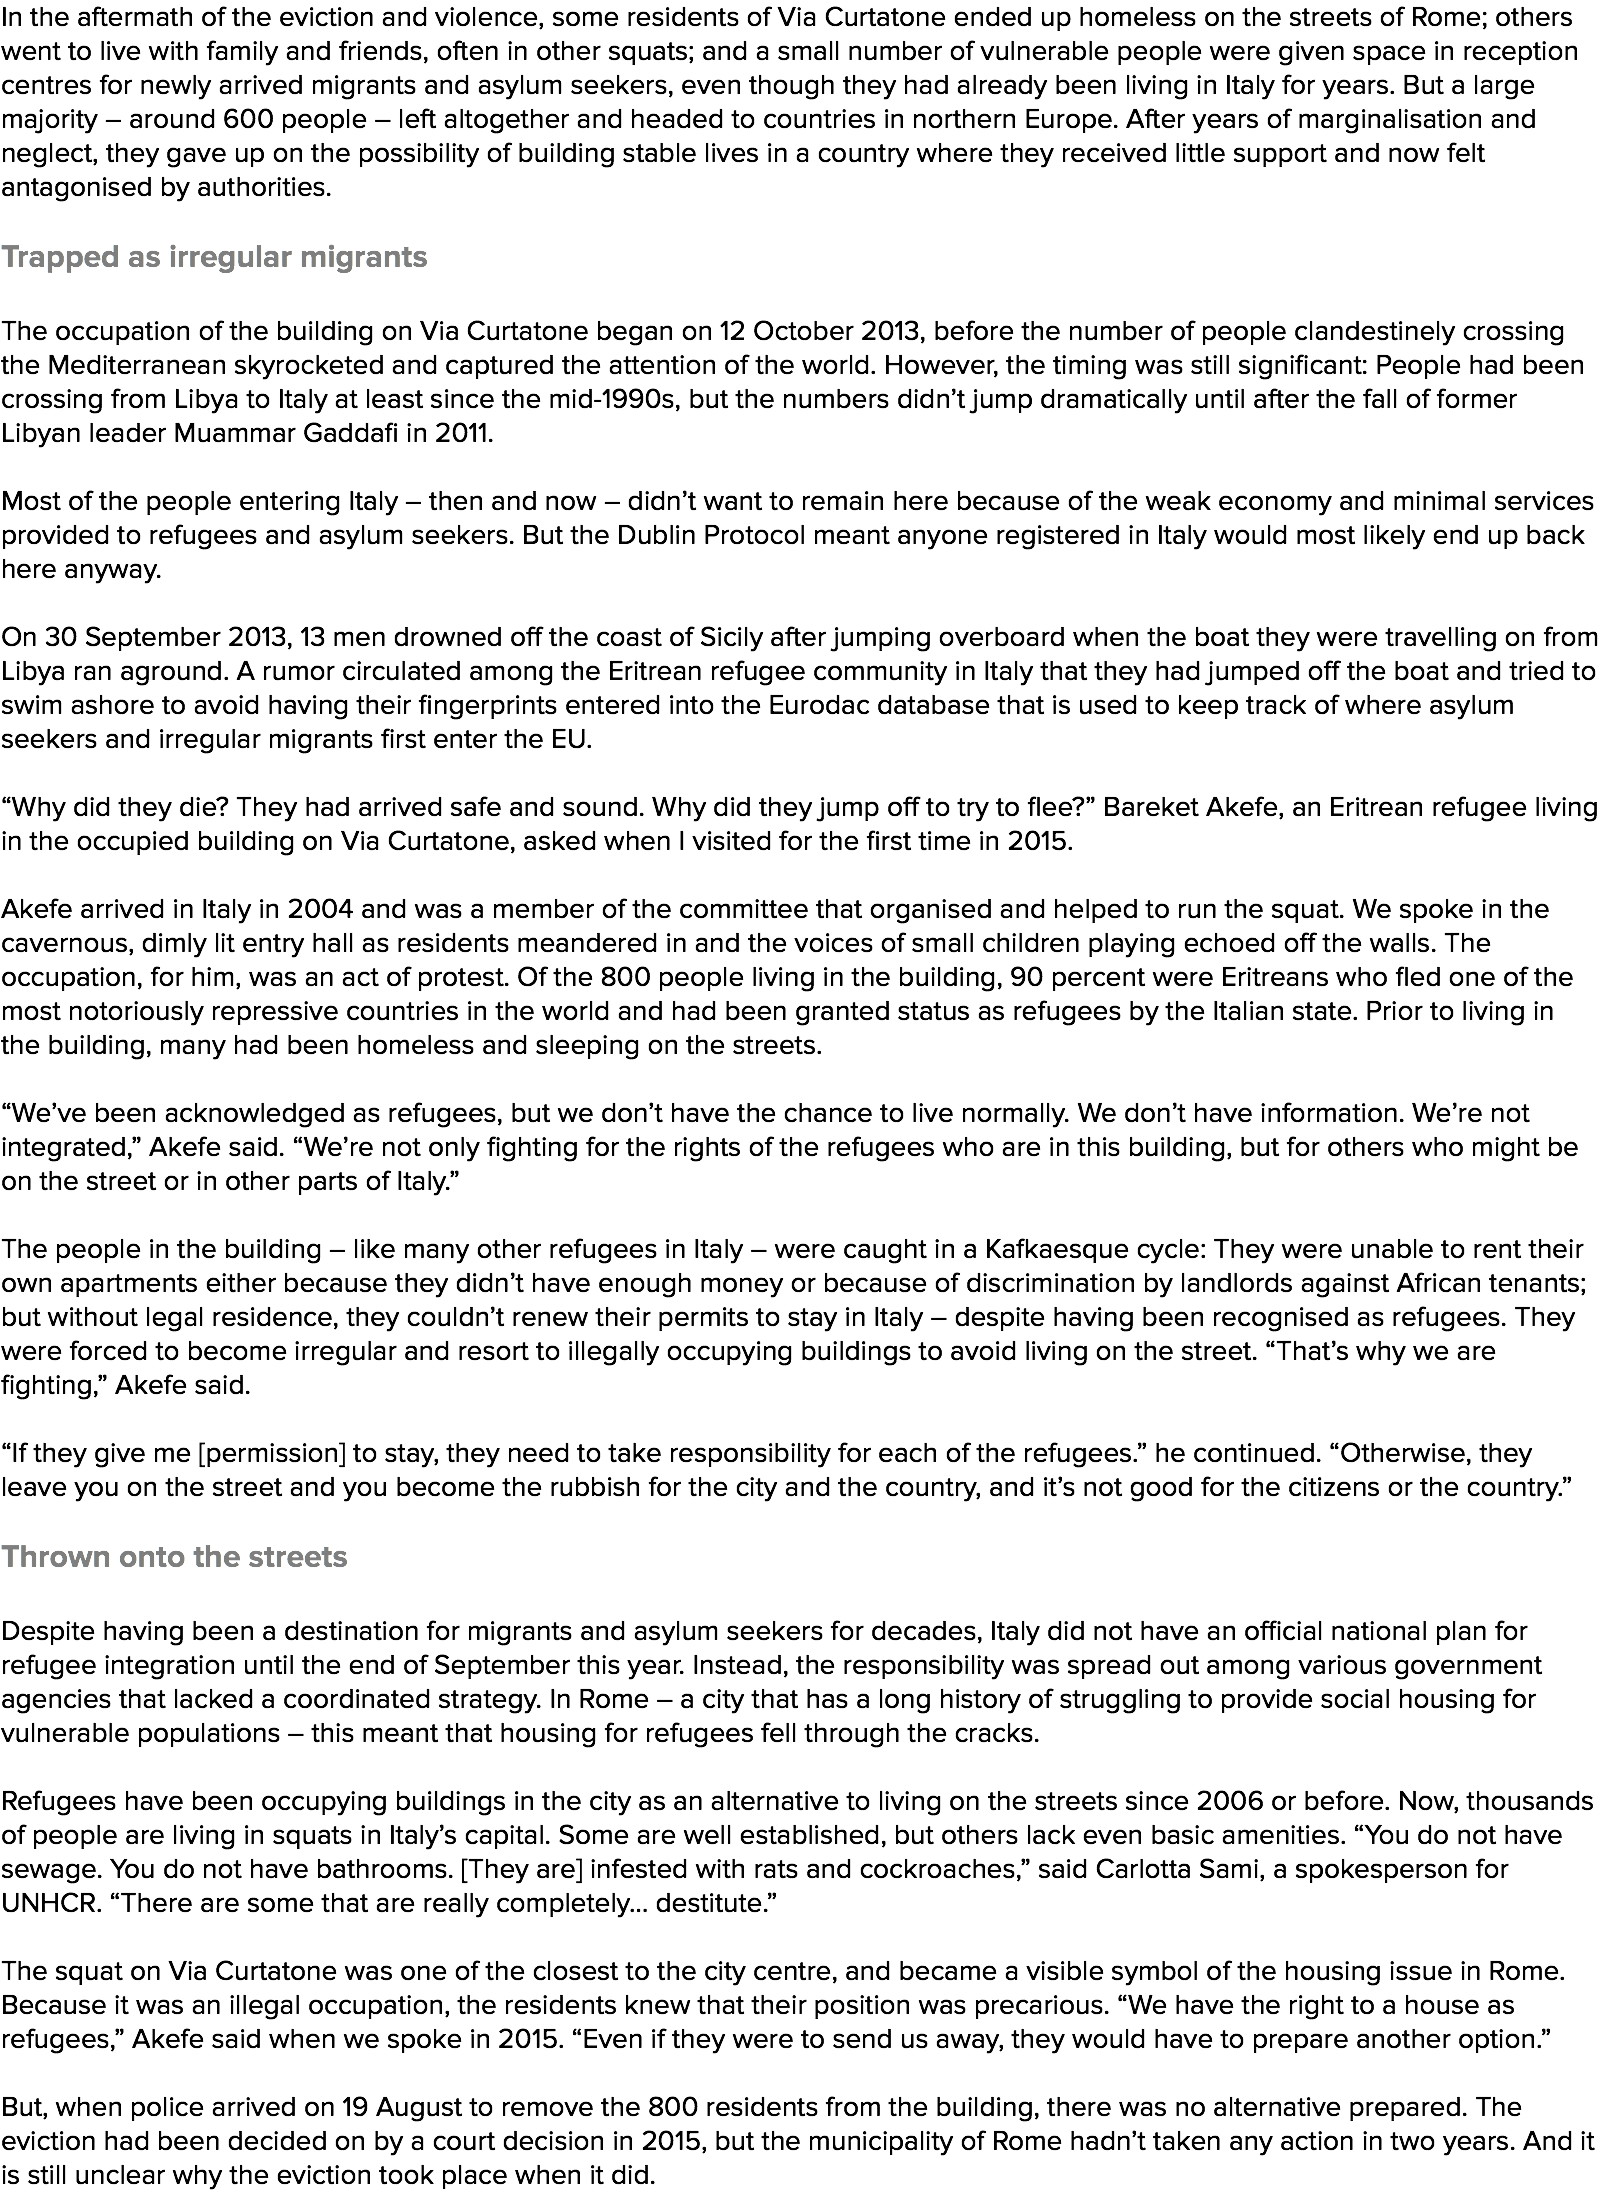 In the aftermath of the eviction and violence, some residents of Via Curtatone ended up homeless on the streets of Rome; others
went to live with family and friends, often in other squats; and a small number of vulnerable people were given space in reception
centres for newly arrived migrants and asylum seekers, even though they had already been living in Italy for years. But a large
majority – around 600 people – left altogether and headed to countries in northern Europe. After years of marginalisation and
neglect, they gave up on the possibility of building stable lives in a country where they received little support and now felt
antagonised by authorities.
Trapped as irregular migrants
The occupation of the building on Via Curtatone began on 12 October 2013, before the number of people clandestinely crossing
the Mediterranean skyrocketed and captured the attention of the world. However, the timing was still significant: People had been
crossing from Libya to Italy at least since the mid-1990s, but the numbers didn’t jump dramatically until after the fall of former
Libyan leader Muammar Gaddafi in 2011.
Most of the people entering Italy – then and now – didn’t want to remain here because of the weak economy and minimal services
provided to refugees and asylum seekers. But the Dublin Protocol meant anyone registered in Italy would most likely end up back
here anyway.
On 30 September 2013, 13 men drowned off the coast of Sicily after jumping overboard when the boat they were travelling on from
Libya ran aground. A rumor circulated among the Eritrean refugee community in Italy that they had jumped off the boat and tried to
swim ashore to avoid having their fingerprints entered into the Eurodac database that is used to keep track of where asylum
seekers and irregular migrants first enter the EU.
“Why did they die? They had arrived safe and sound. Why did they jump off to try to flee?” Bareket Akefe, an Eritrean refugee living
in the occupied building on Via Curtatone, asked when I visited for the first time in 2015.
Akefe arrived in Italy in 2004 and was a member of the committee that organised and helped to run the squat. We spoke in the
cavernous, dimly lit entry hall as residents meandered in and the voices of small children playing echoed off the walls. The
occupation, for him, was an act of protest. Of the 800 people living in the building, 90 percent were Eritreans who fled one of the
most notoriously repressive countries in the world and had been granted status as refugees by the Italian state. Prior to living in
the building, many had been homeless and sleeping on the streets.
“We’ve been acknowledged as refugees, but we don’t have the chance to live normally. We don’t have information. We’re not
integrated,” Akefe said. “We’re not only fighting for the rights of the refugees who are in this building, but for others who might be
on the street or in other parts of Italy.”
The people in the building – like many other refugees in Italy – were caught in a Kafkaesque cycle: They were unable to rent their
own apartments either because they didn’t have enough money or because of discrimination by landlords against African tenants;
but without legal residence, they couldn’t renew their permits to stay in Italy – despite having been recognised as refugees. They
were forced to become irregular and resort to illegally occupying buildings to avoid living on the street. “That’s why we are
fighting,” Akefe said.
“If they give me [permission] to stay, they need to take responsibility for each of the refugees.” he continued. “Otherwise, they
leave you on the street and you become the rubbish for the city and the country, and it’s not good for the citizens or the country.”
Thrown onto the streets
Despite having been a destination for migrants and asylum seekers for decades, Italy did not have an official national plan for
refugee integration until the end of September this year. Instead, the responsibility was spread out among various government
agencies that lacked a coordinated strategy. In Rome – a city that has a long history of struggling to provide social housing for
vulnerable populations – this meant that housing for refugees fell through the cracks.
Refugees have been occupying buildings in the city as an alternative to living on the streets since 2006 or before. Now, thousands
of people are living in squats in Italy’s capital. Some are well established, but others lack even basic amenities. “You do not have
sewage. You do not have bathrooms. [They are] infested with rats and cockroaches,” said Carlotta Sami, a spokesperson for
UNHCR. “There are some that are really completely... destitute.”
The squat on Via Curtatone was one of the closest to the city centre, and became a visible symbol of the housing issue in Rome.
Because it was an illegal occupation, the residents knew that their position was precarious. “We have the right to a house as
refugees,” Akefe said when we spoke in 2015. “Even if they were to send us away, they would have to prepare another option.”
But, when police arrived on 19 August to remove the 800 residents from the building, there was no alternative prepared. The
eviction had been decided on by a court decision in 2015, but the municipality of Rome hadn’t taken any action in two years. And it
is still unclear why the eviction took place when it did.